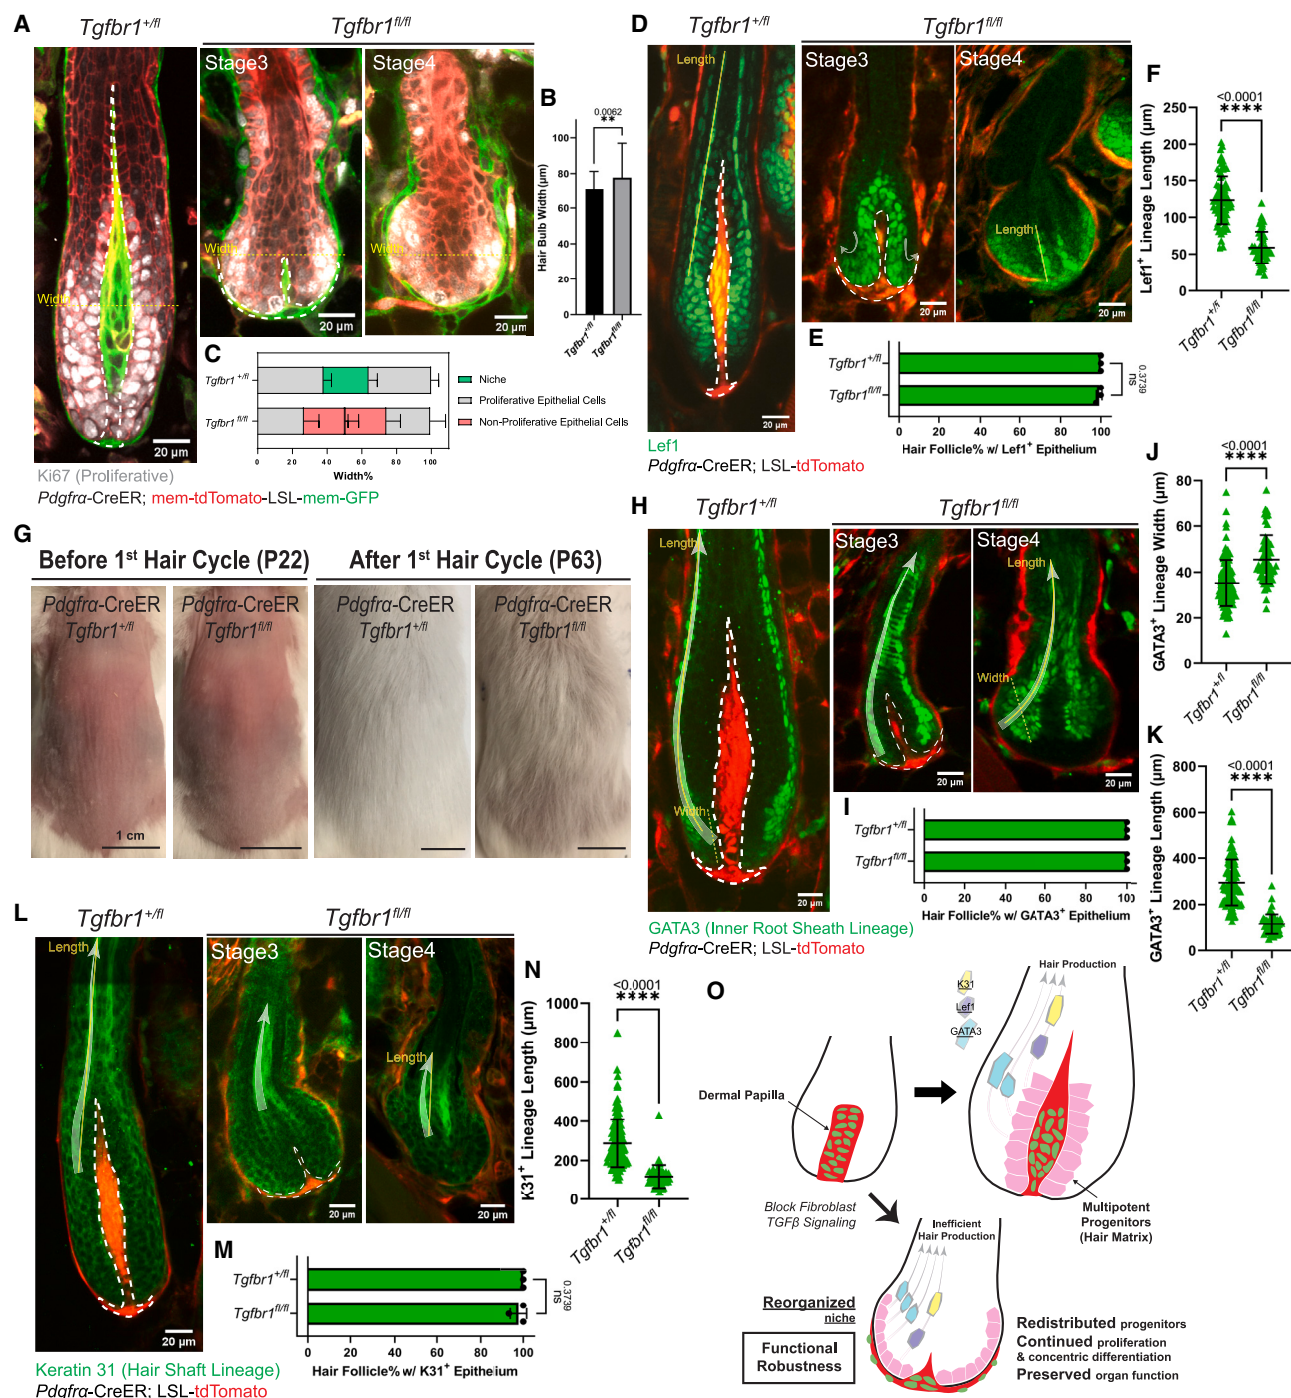 A
Tgfbr1+/fl
Tgfbr1fl/fl
Stage3
Stage4
Width
Width
Width
20 μm
20 μm
20 μm
Ki67 (Proliferative)
Pdgfrα-CreER; mem-tdTomato-LSL-mem-GFP
B
0.0062
**
Hair Bulb Width (μm)
100
80
60
40
20
0
Tgfbr1+/fl
Tgfbr1fl/fl
C
Tgfbr1+/fl
Tgfbr1fl/fl
0 20 40 60 80 100
Width%
Niche
Proliferative Epithelial Cells
Non-Proliferative Epithelial Cells
D
Tgfbr1+/fl
Tgfbr1fl/fl
Length
Stage3
Stage4
Length
20 μm
20 μm
20 μm
Lef1
Pdgfrα-CreER; LSL-tdTomato
E
Tgfbr1+/fl
Tgfbr1fl/fl
0.3739
ns
0 20 40 60 80 100
Hair Follicle% w/ Lef1+ Epithelium
F
<0.0001
****
Lef1+ Lineage Length (μm)
250
200
150
100
50
0
Tgfbr1+/fl
Tgfbr1fl/fl
G
Before 1st Hair Cycle (P22)
After 1st Hair Cycle (P63)
Pdgfrα-CreER
Tgfbr1+/fl
Pdgfrα-CreER
Tgfbr1fl/fl
Pdgfrα-CreER
Tgfbr1+/fl
Pdgfrα-CreER
Tgfbr1fl/fl
1 cm
H
Tgfbr1+/fl
Tgfbr1fl/fl
Length
Width
Stage3
Stage4
Length
Width
20 μm
20 μm
20 μm
GATA3 (Inner Root Sheath Lineage)
Pdgfrα-CreER; LSL-tdTomato
I
Tgfbr1+/fl
Tgfbr1fl/fl
0 20 40 60 80 100
Hair Follicle% w/ GATA3+ Epithelium
J
<0.0001
****
GATA3+ Lineage Width (μm)
80
60
40
20
0
Tgfbr1+/fl
Tgfbr1fl/fl
K
<0.0001
****
GATA3+ Lineage Length (μm)
800
600
400
200
0
Tgfbr1+/fl
Tgfbr1fl/fl
L
Tgfbr1+/fl
Tgfbr1fl/fl
Length
Stage3
Stage4
Length
20 μm
20 μm
20 μm
Keratin 31 (Hair Shaft Lineage)
Pdgfrα-CreER; LSL-tdTomato
M
Tgfbr1+/fl
Tgfbr1fl/fl
0.3739
ns
0 20 40 60 80 100
Hair Follicle% w/ K31+ Epithelium
N
<0.0001
****
K31+ Lineage Length (μm)
1000
800
600
400
200
0
Tgfbr1+/fl
Tgfbr1fl/fl
O
K31
Lef1
GATA3
Hair Production
Dermal Papilla
Block Fibroblast
TGFβ Signaling
Multipotent
Progenitors
(Hair Matrix)
Inefficient
Hair Production
Reorganized
niche
Functional
Robustness
Redistributed progenitors
Continued proliferation
& concentric differentiation
Preserved organ function